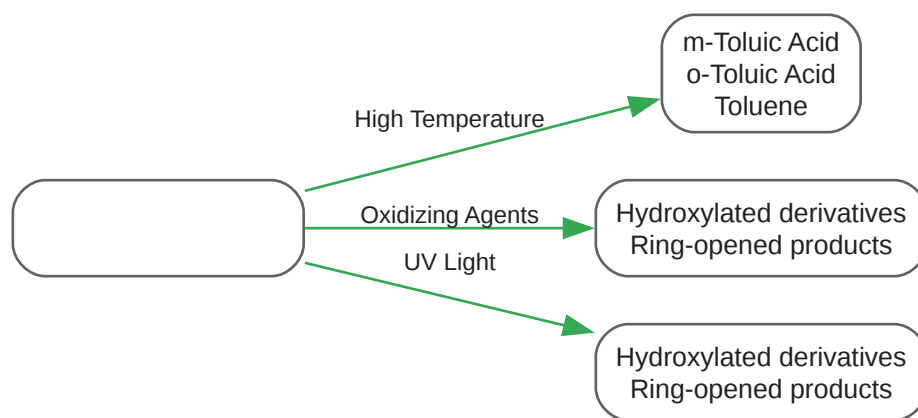 m-Toluic Acid
o-Toluic Acid
Toluene
High Temperature
Oxidizing Agents
Hydroxylated derivatives
Ring-opened products
UV Light
Hydroxylated derivatives
Ring-opened products